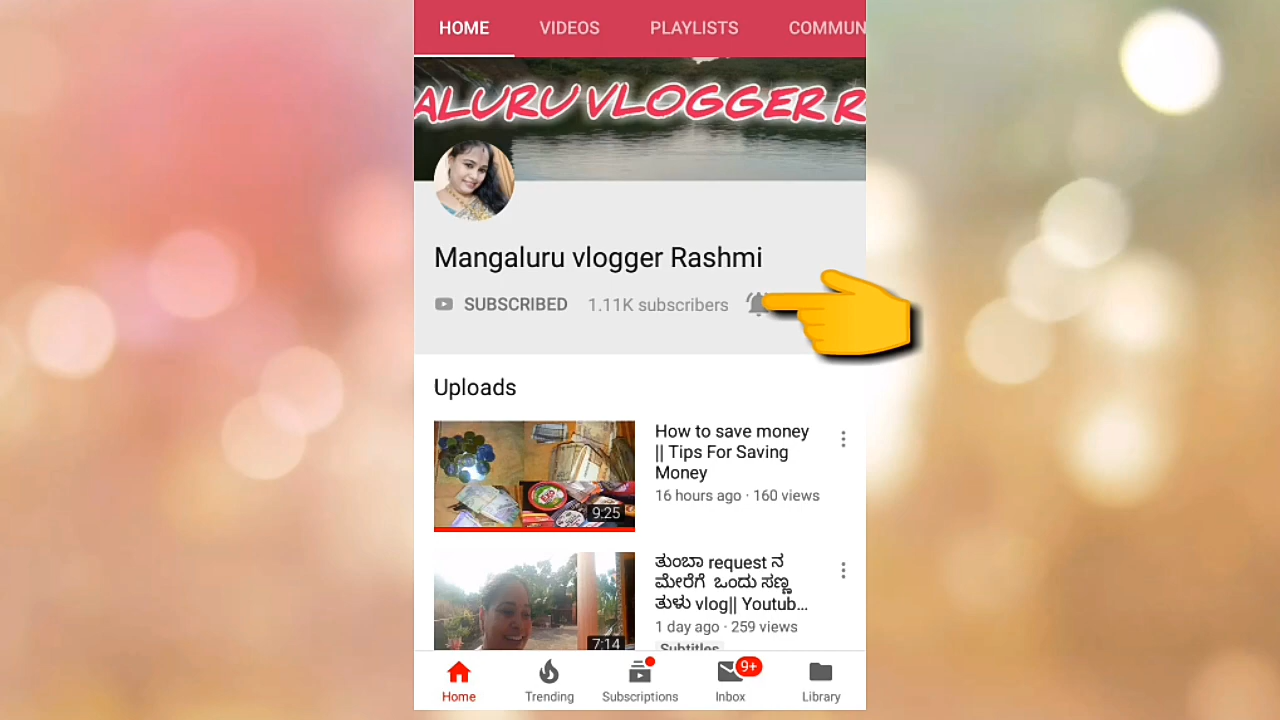 HOME VIDEOS PLAYLISTS COMMUN
ALURU VLOGGER R
Mangaluru vlogger Rashmi
SUBSCRIBED 1.11K subscribers
Uploads
How to save money
|| Tips For Saving
Money
16 hours ago · 160 views
9:25
ತುಂಬಾ request ನ
ಮೇರೆಗೆ ಒಂದು ಸಣ್ಣ
ತುಳು vlog|| Youtub...
1 day ago · 259 views
7:14
Subtitles
9+
Home Trending Subscriptions Inbox Library